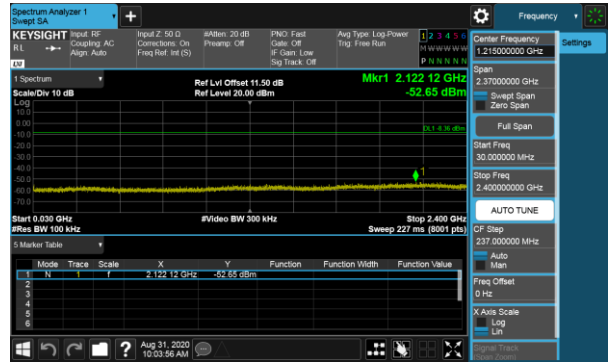 Spectrum Analyzer 1
Swept SA
+
Frequency
KEYSIGHT
RL
Input: RF
Coupling: AC
Align: Auto
Input Z: 50 Ω
Corrections: On
Freq Ref: Int (S)
#Atten: 20 dB
Preamp: Off
PNO: Fast
Gate: Off
IF Gain: Low
Sig Track: Off
Avg Type: Log-Power
Trig: Free Run
1 2 3 4 5 6
M W W W W W
P N N N N N
Center Frequency
1.215000000 GHz
Settings
Span
2.37000000 GHz
Swept Span
Zero Span
Full Span
Start Freq
30.000000 MHz
Stop Freq
2.400000000 GHz
AUTO TUNE
CF Step
237.000000 MHz
Auto
Man
Freq Offset
0 Hz
X Axis Scale
Log
Lin
Signal Track
(Span Zoom)
1 Spectrum
Scale/Div 10 dB
Log
Ref Lvl Offset 11.50 dB
Ref Level 20.00 dBm
Mkr1 2.122 12 GHz
-52.65 dBm
10.0
0.00
-10.0
-20.0
-30.0
-40.0
-50.0
-60.0
-70.0
DL1 -8.36 dBm
1
Start 0.030 GHz
#Res BW 100 kHz
#Video BW 300 kHz
Stop 2.400 GHz
Sweep 227 ms (8001 pts)
5 Marker Table
Mode Trace Scale X Y Function Function Width Function Value
1 N 1 f 2.122 12 GHz -52.65 dBm
2
3
4
5
6
?
Aug 31, 2020
10:03:56 AM